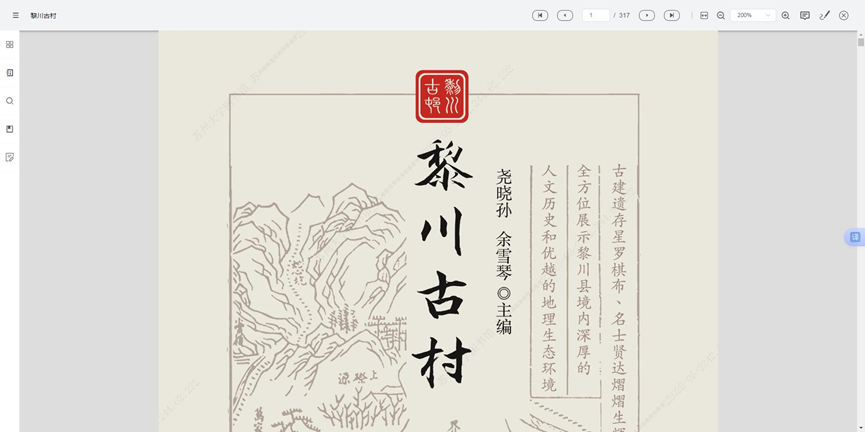 黎川古村
1 / 317
200%
黎川古村
黎川古村
尧晓孙 余雪琴 ◎主编
古建遗存星罗棋布、名士贤达熠熠生辉
全方位展示黎川县境内深厚的
人文历史和优越的地理生态环境
上